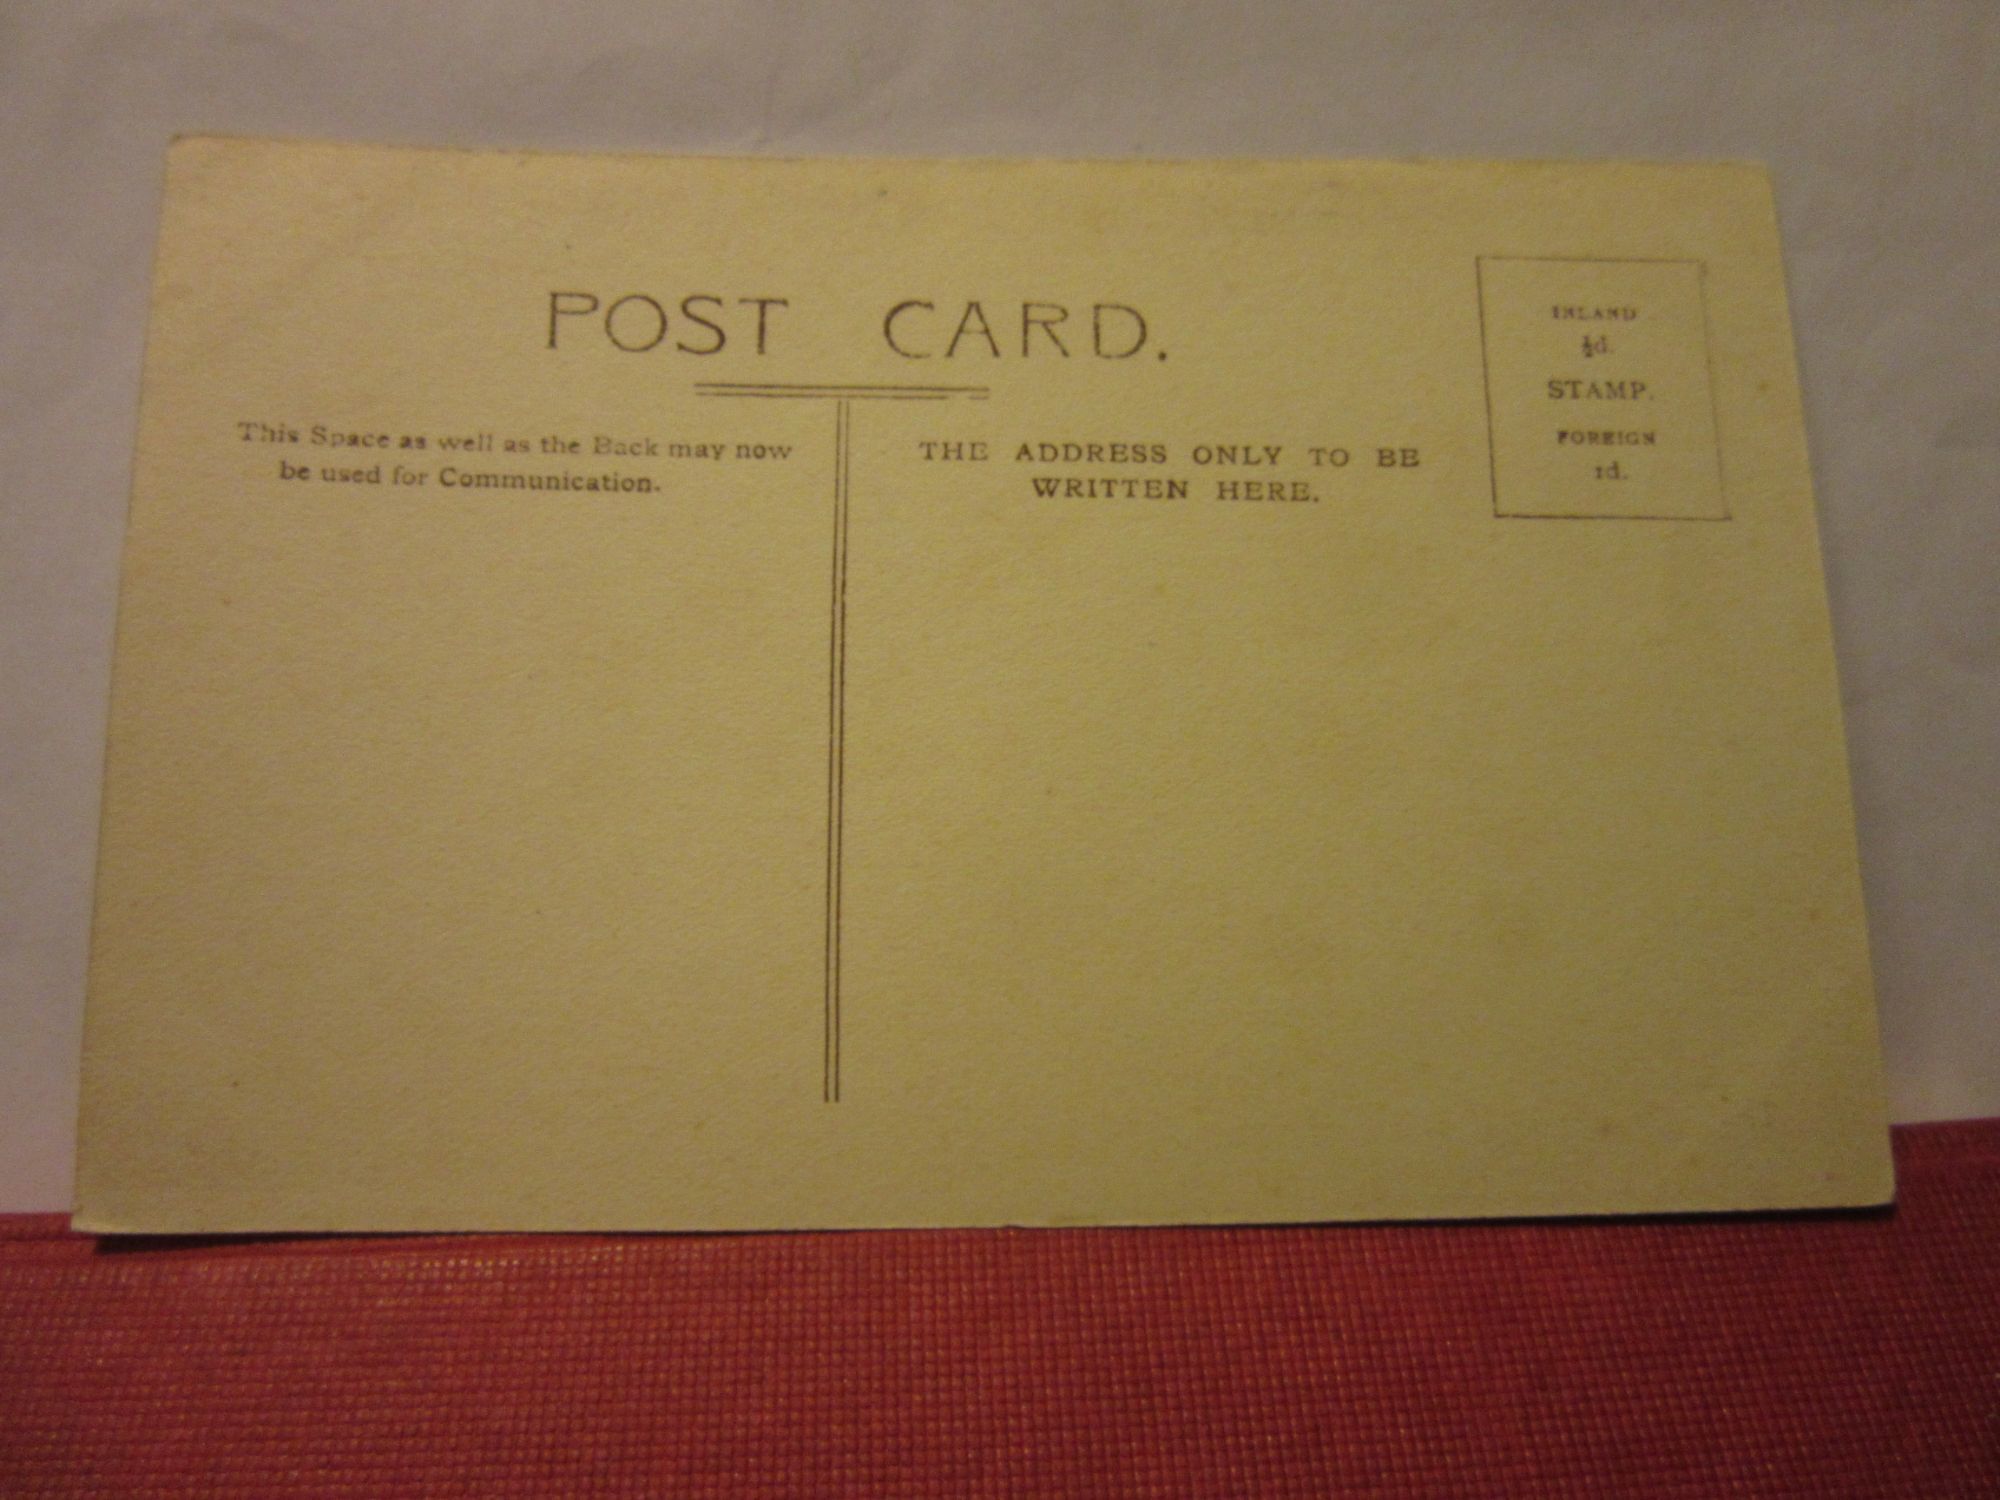 POST CARD.
This Space as well as the Back may now
be used for Communication.
THE ADDRESS ONLY TO BE
WRITTEN HERE.
INLAND
½d.
STAMP.
FOREIGN
1d.